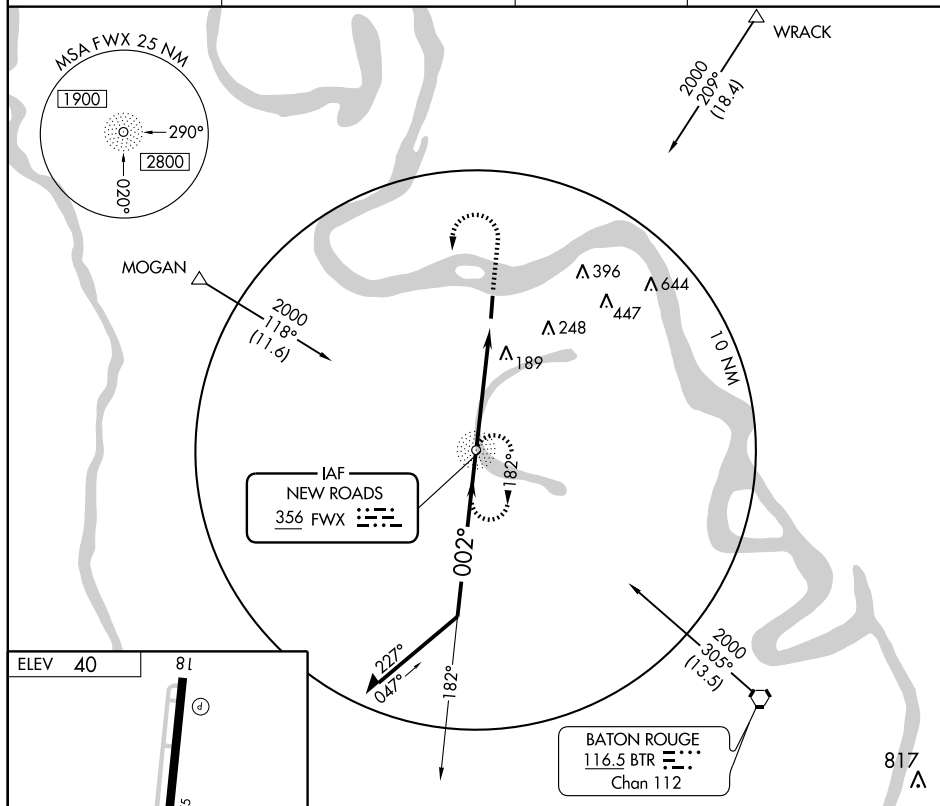 MSA FWX 25 NM
1900
290°
2800
020°
WRACK
2000
209°
(18.4)
MOGAN
2000
118°
(11.6)
396
644
447
248
189
10 NM
IAF
NEW ROADS
356 FWX
182°
002°
227°
047°
182°
2000
305°
(13.5)
BATON ROUGE
116.5 BTR
Chan 112
817
ELEV 40
18
P